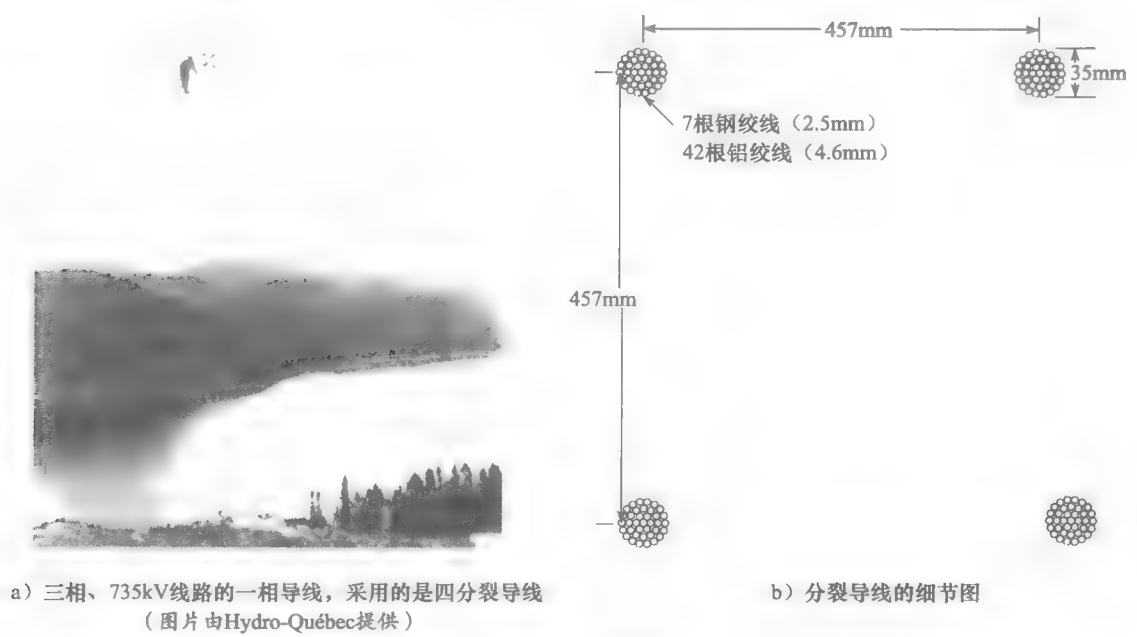 457mm
35mm
7根钢绞线（2.5mm）
42根铝绞线（4.6mm）
457mm
a）三相、735kV线路的一相导线，采用的是四分裂导线
（图片由Hydro-Québec提供）
b）分裂导线的细节图